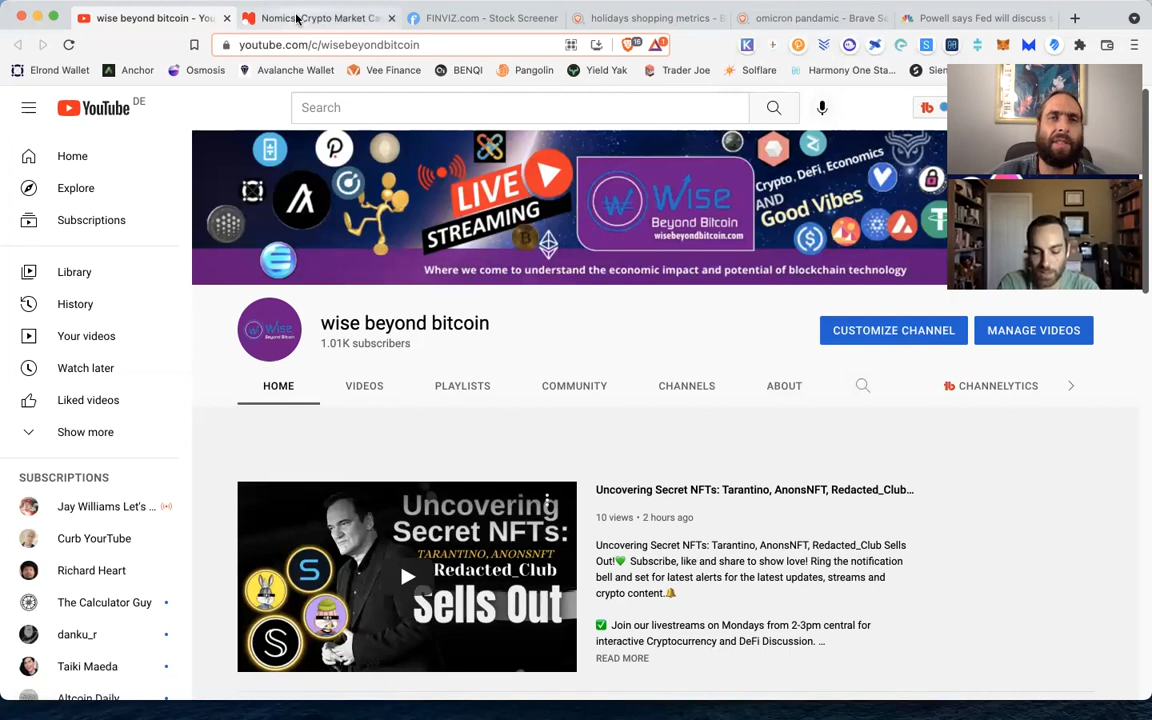 wise beyond bitcoin - You
Nomics Crypto Market Ca
FINVIZ.com - Stock Screener
holidays shopping metrics - B
omicron pandemic - Brave Se
Powell says Fed will discuss s
youtube.com/c/wisebeyondbitcoin
Elrond Wallet
Anchor
Osmosis
Avalanche Wallet
Vee Finance
BENQI
Pangolin
Yield Yak
Trader Joe
Solflare
Harmony One Sta...
Sien
YouTube DE
Search
tb
Home
Explore
Subscriptions
Library
History
Your videos
Watch later
Liked videos
Show more
SUBSCRIPTIONS
Jay Williams Let's ...
Curb YouTube
Richard Heart
The Calculator Guy
danku_r
Taiki Maeda
Altcoin Daily
LIVE
STREAMING
Wise
Beyond Bitcoin
wisebeyondbitcoin.com
Crypto, DeFi, Economics
AND
Good Vibes
Where we come to understand the economic impact and potential of blockchain technology
Wise
wise beyond bitcoin
1.01K subscribers
CUSTOMIZE CHANNEL
MANAGE VIDEOS
HOME
VIDEOS
PLAYLISTS
COMMUNITY
CHANNELS
ABOUT
tb CHANNELYTICS
Uncovering
Secret NFTs:
TARANTINO, ANONSNFT
Redacted_Club
Sells Out
Uncovering Secret NFTs: Tarantino, AnonsNFT, Redacted_Club...
10 views • 2 hours ago
Uncovering Secret NFTs: Tarantino, AnonsNFT, Redacted_Club Sells
Out!💚 Subscribe, like and share to show love! Ring the notification
bell and set for latest alerts for the latest updates, streams and
crypto content.🔔
✅ Join our livestreams on Mondays from 2-3pm central for
interactive Cryptocurrency and DeFi Discussion. ...
READ MORE